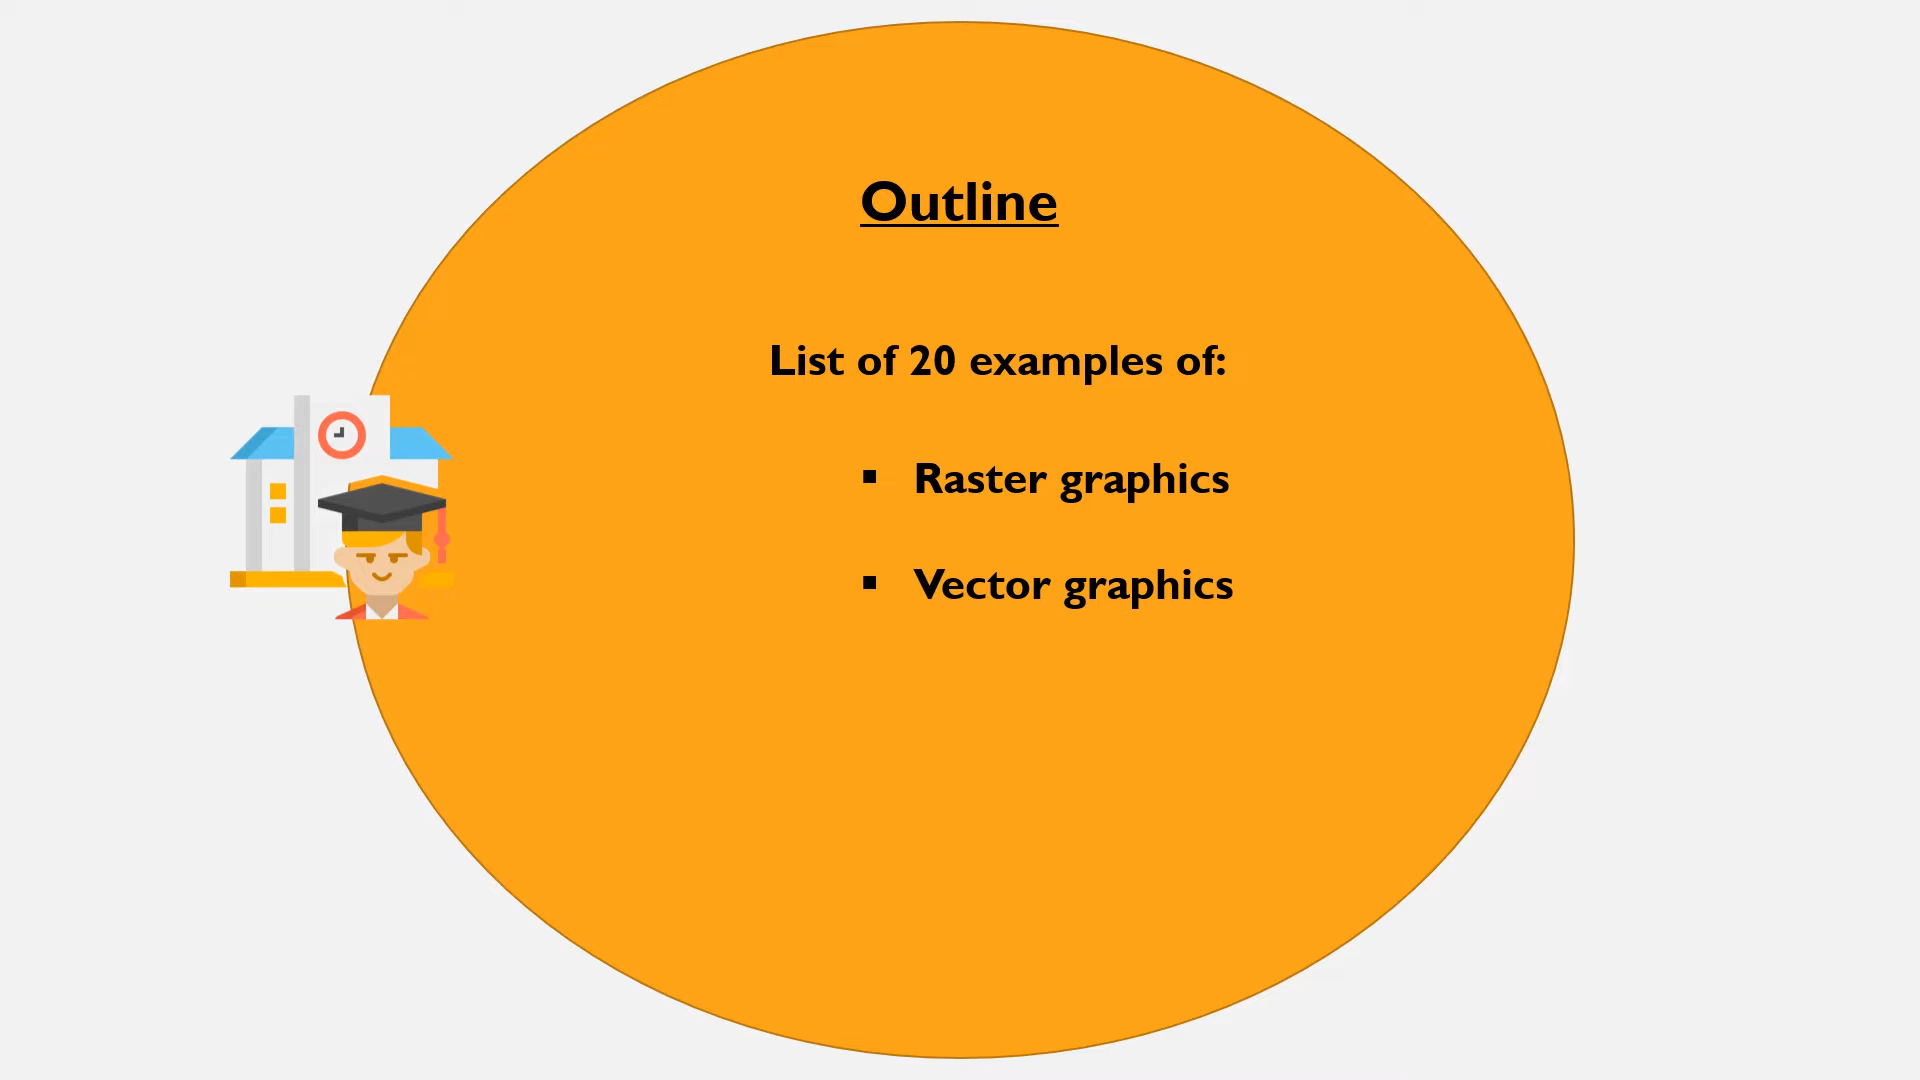 Outline
List of 20 examples of:
▪ Raster graphics
▪ Vector graphics